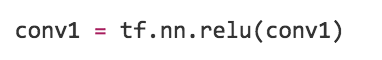 conv1 = tf.nn.relu(conv1)